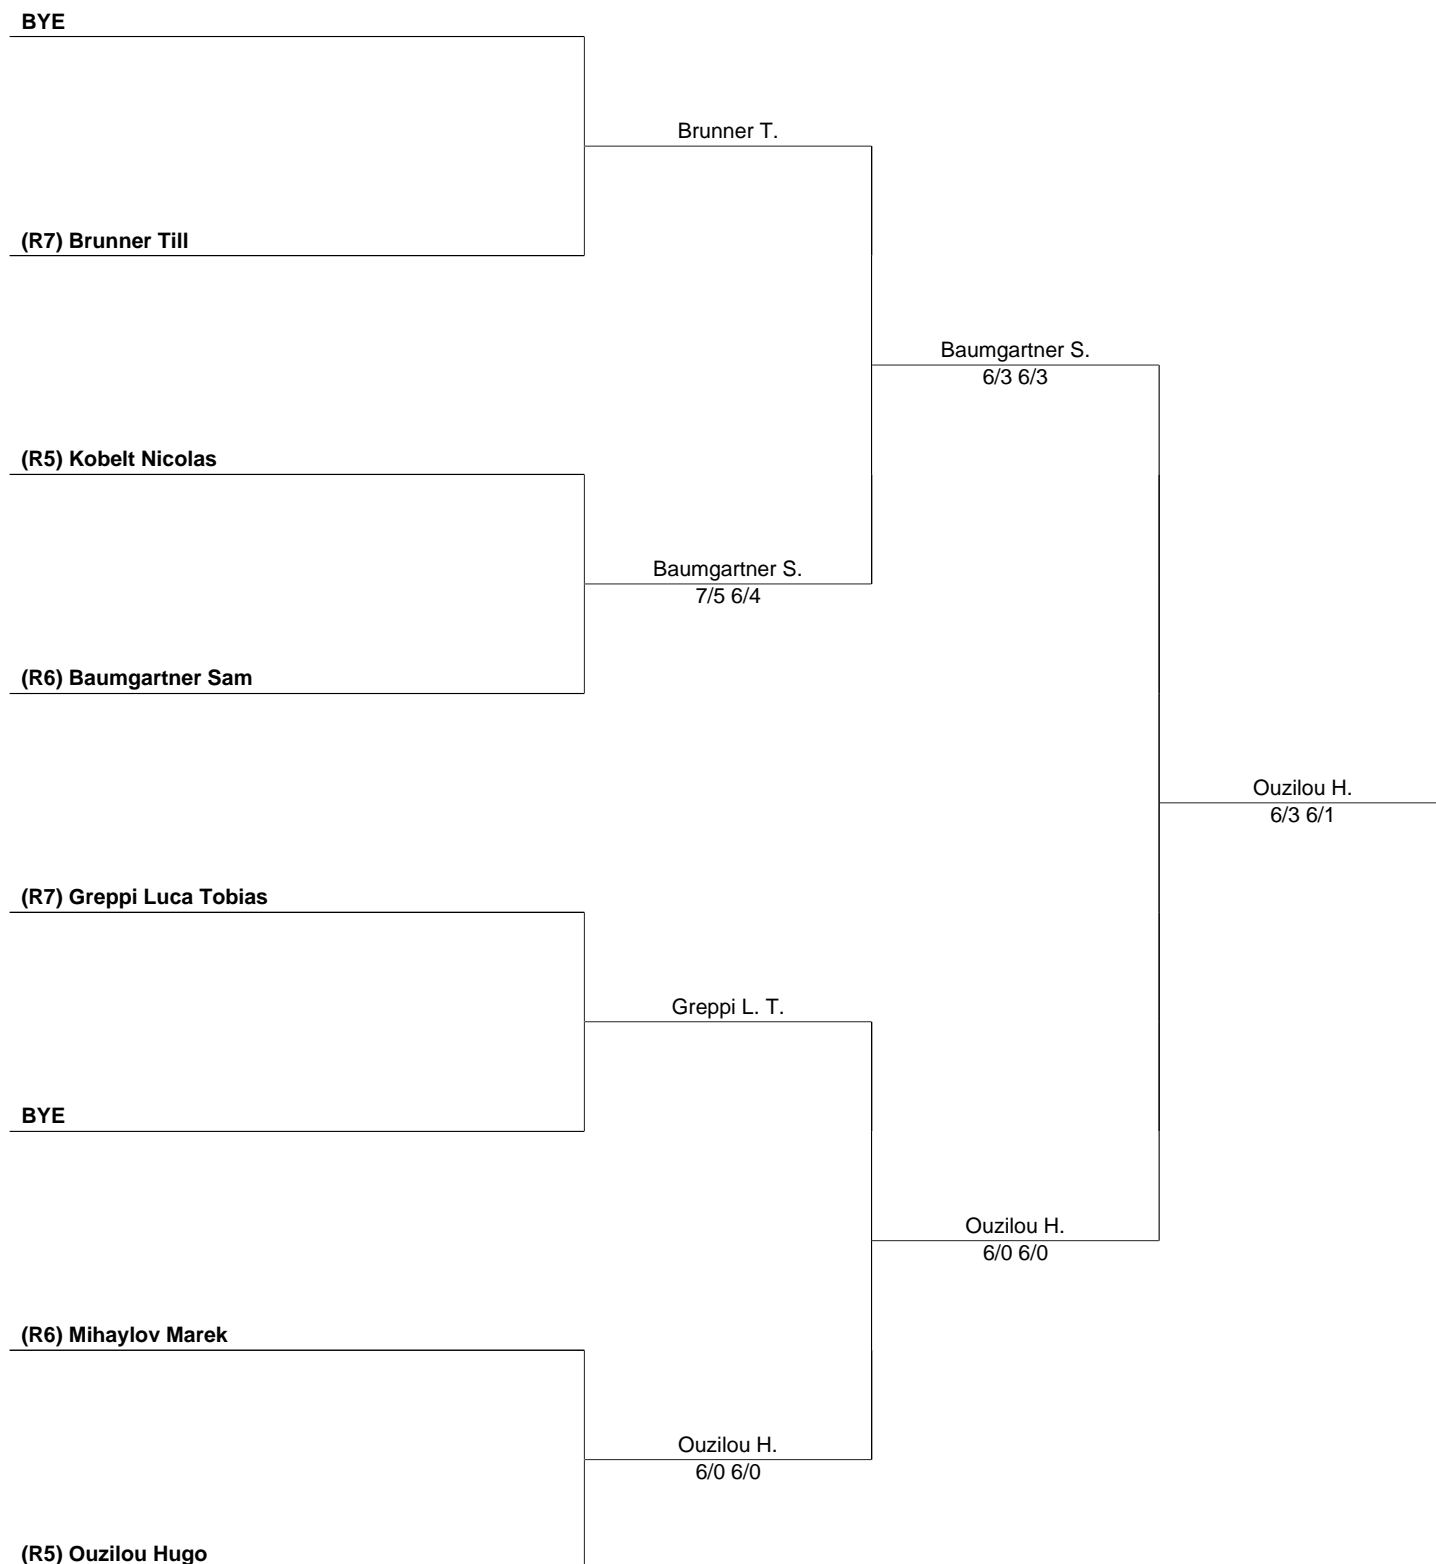 BYE
Brunner T.
(R7) Brunner Till
Baumgartner S.
6/3 6/3
(R5) Kobelt Nicolas
Baumgartner S.
7/5 6/4
(R6) Baumgartner Sam
Ouzilou H.
6/3 6/1
(R7) Greppi Luca Tobias
Greppi L. T.
BYE
Ouzilou H.
6/0 6/0
(R6) Mihaylov Marek
Ouzilou H.
6/0 6/0
(R5) Ouzilou Hugo